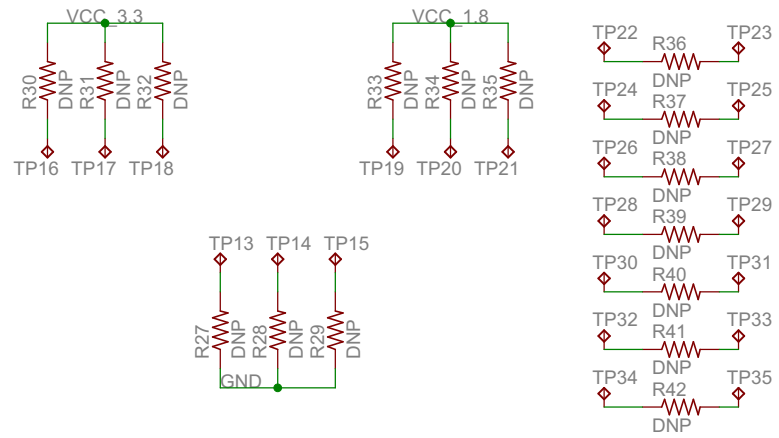 VCC_3.3
R30 DNP R31 DNP R32 DNP
TP16 TP17 TP18
VCC_1.8
R33 DNP R34 DNP R35 DNP
TP19 TP20 TP21
TP13 TP14 TP15
R27 DNP R28 DNP R29 DNP
GND
TP22 R36 TP23
DNP
TP24 R37 TP25
DNP
TP26 R38 TP27
DNP
TP28 R39 TP29
DNP
TP30 R40 TP31
DNP
TP32 R41 TP33
DNP
TP34 R42 TP35
DNP